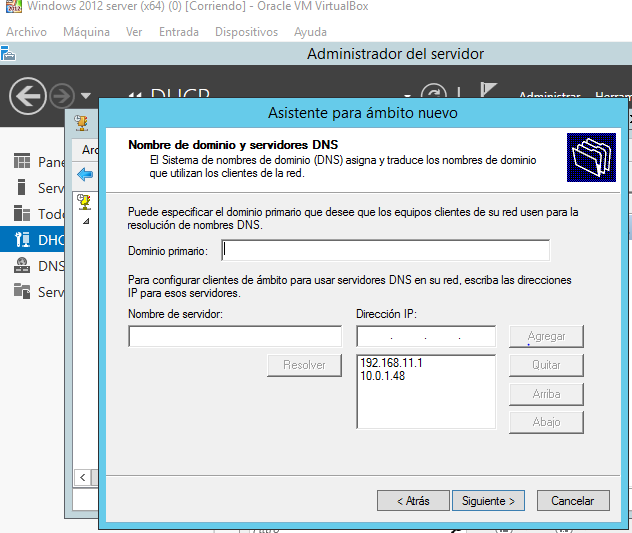 Windows 2012 server (x64) (0) [Corriendo] - Oracle VM VirtualBox
Archivo Máquina Ver Entrada Dispositivos Ayuda
Administrador del servidor
DHCP
Administrar Herram
Asistente para ámbito nuevo
Arc
Pane
Serv
Todo
DHC
DNS
Serv
Nombre de dominio y servidores DNS
El Sistema de nombres de dominio (DNS) asigna y traduce los nombres de dominio
que utilizan los clientes de la red.
Puede especificar el dominio primario que desee que los equipos clientes de su red usen para la
resolución de nombres DNS.
Dominio primario:
Para configurar clientes de ámbito para usar servidores DNS en su red, escriba las direcciones
IP para esos servidores.
Nombre de servidor: Dirección IP:
. . . Agregar
Resolver 192.168.11.1 Quitar
10.0.1.48
Arriba
Abajo
< Atrás Siguiente > Cancelar